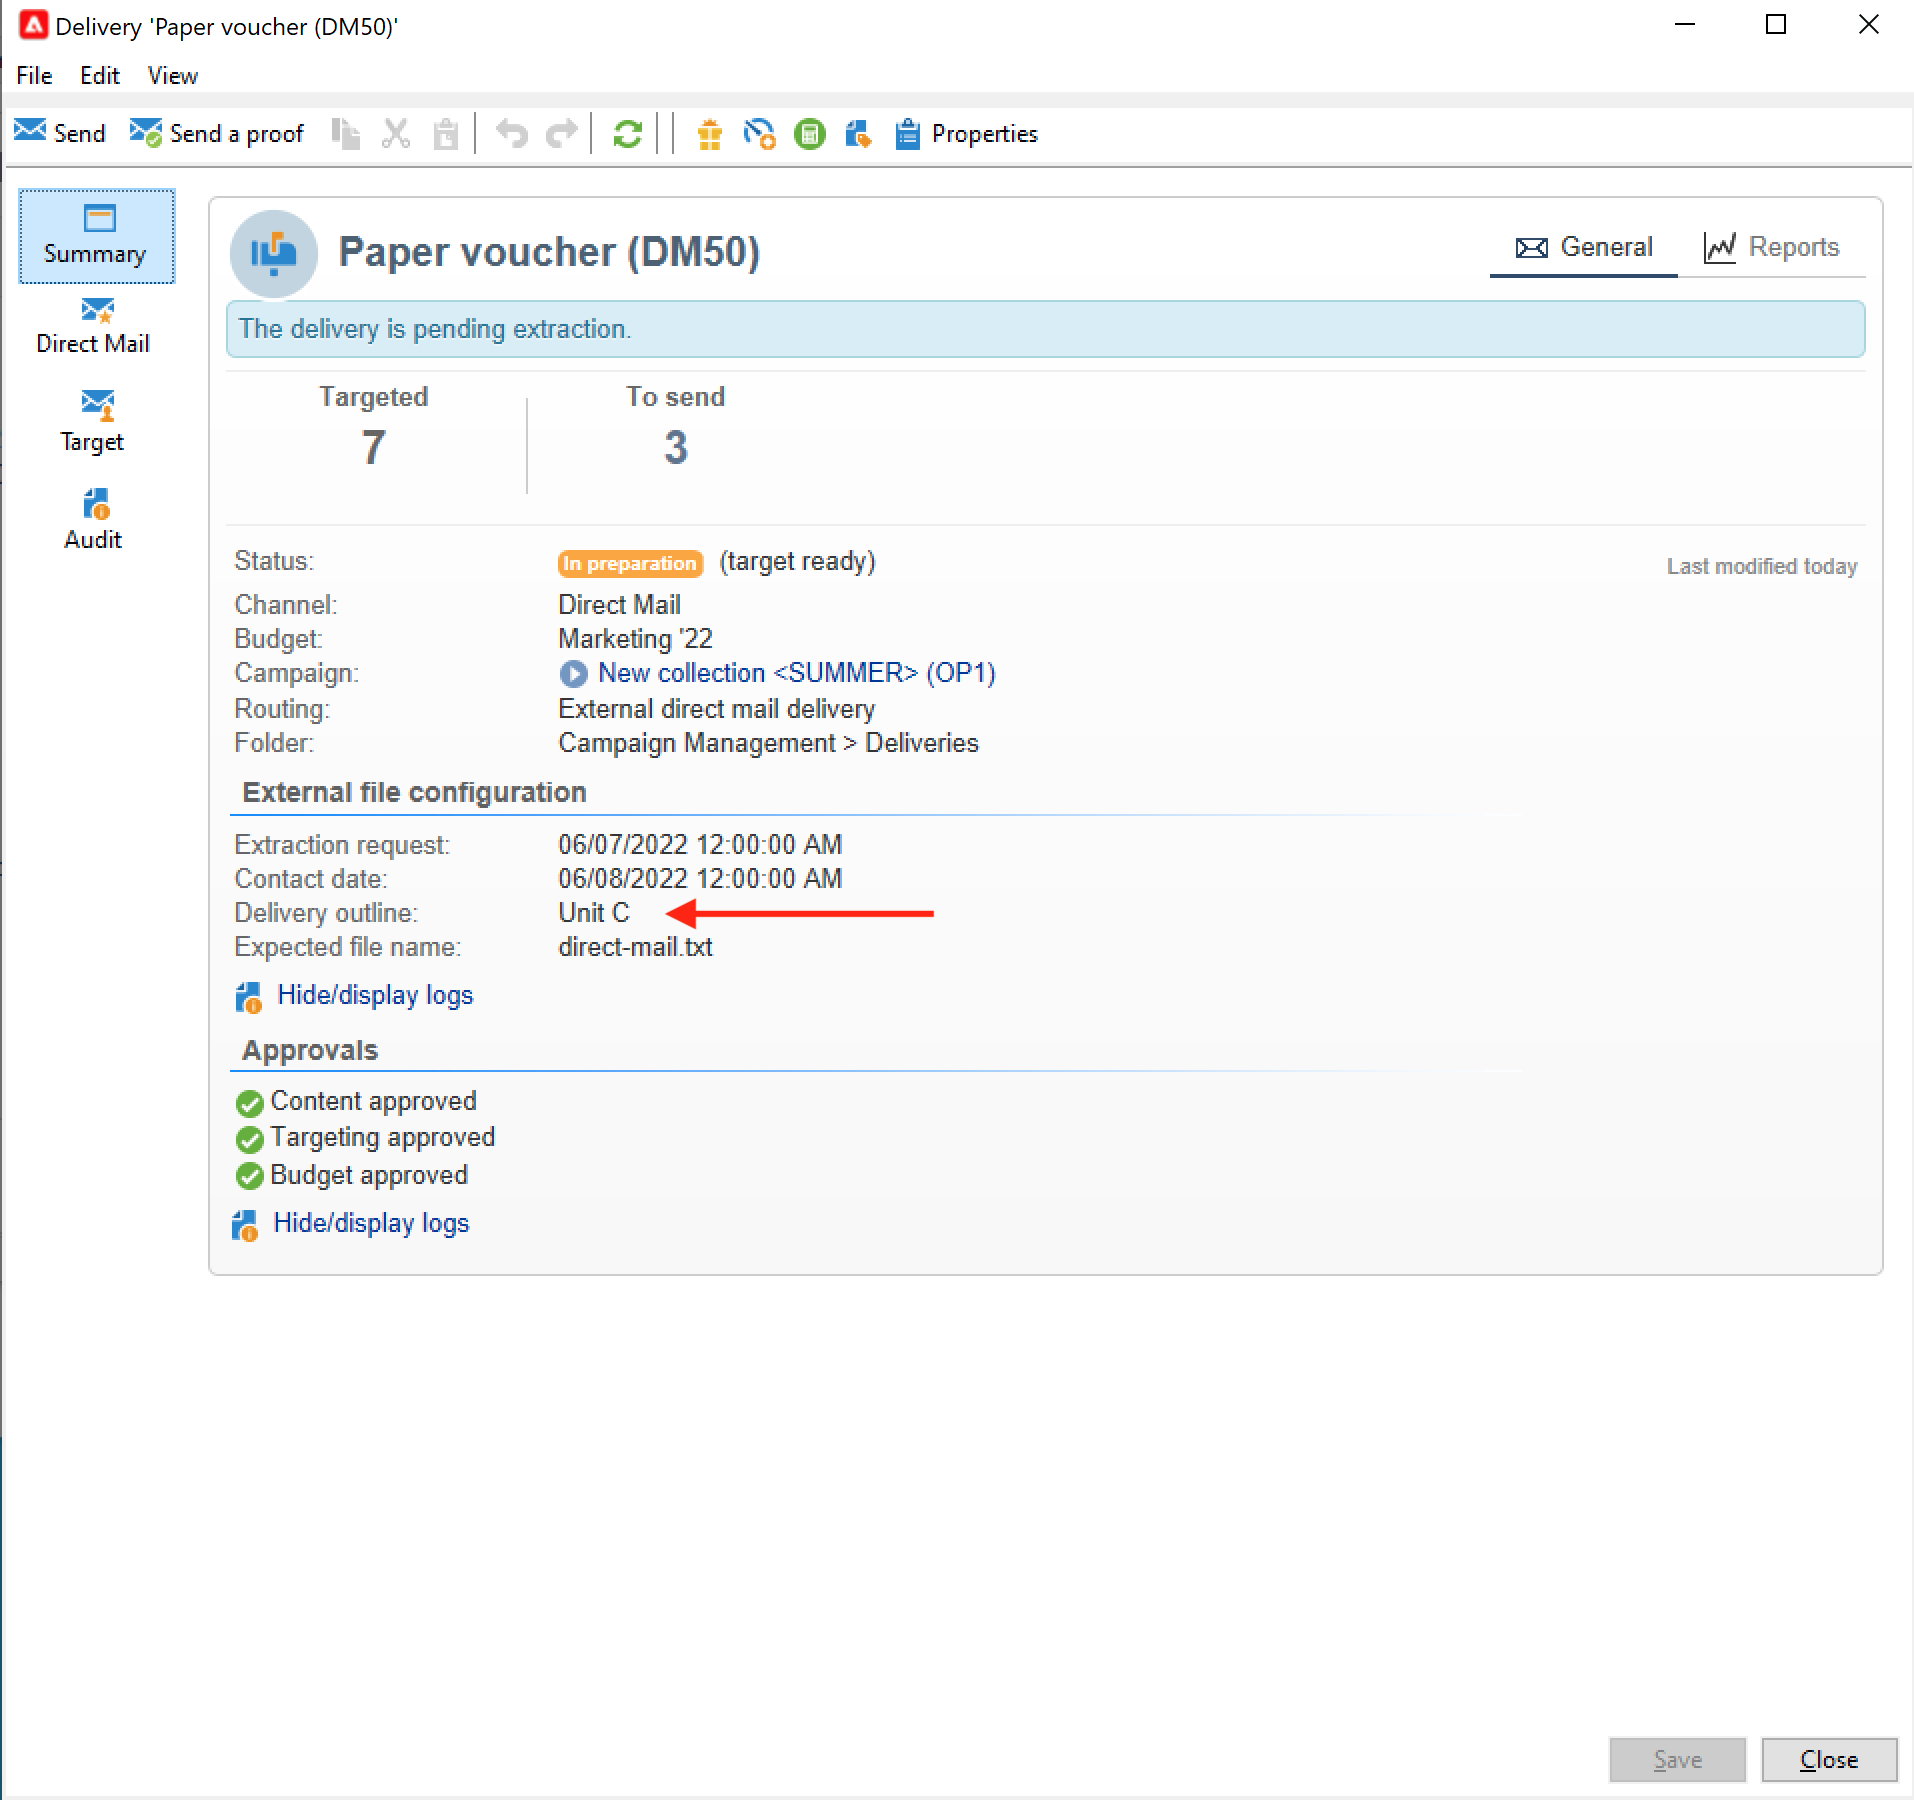 Delivery 'Paper voucher (DM50)'
File Edit View
Send Send a proof Properties
Summary
Direct Mail
Target
Audit
Paper voucher (DM50)
General Reports
The delivery is pending extraction.
Targeted To send
7 3
Status: In preparation (target ready) Last modified today
Channel: Direct Mail
Budget: Marketing '22
Campaign: New collection <SUMMER> (OP1)
Routing: External direct mail delivery
Folder: Campaign Management > Deliveries
External file configuration
Extraction request: 06/07/2022 12:00:00 AM
Contact date: 06/08/2022 12:00:00 AM
Delivery outline: Unit C
Expected file name: direct-mail.txt
Hide/display logs
Approvals
Content approved
Targeting approved
Budget approved
Hide/display logs
Save Close